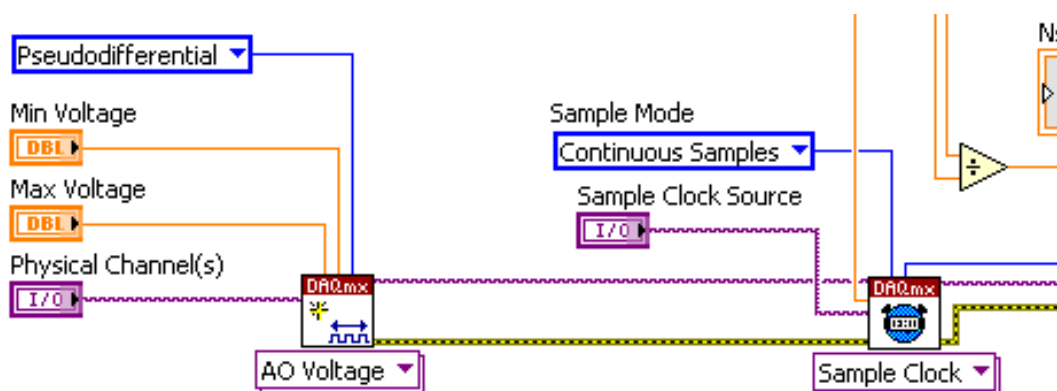 Pseudodifferential
Min Voltage
DBL
Max Voltage
DBL
Physical Channel(s)
I/O
DAQmx
AO Voltage
Sample Mode
Continuous Samples
Sample Clock Source
I/O
DAQmx
Sample Clock